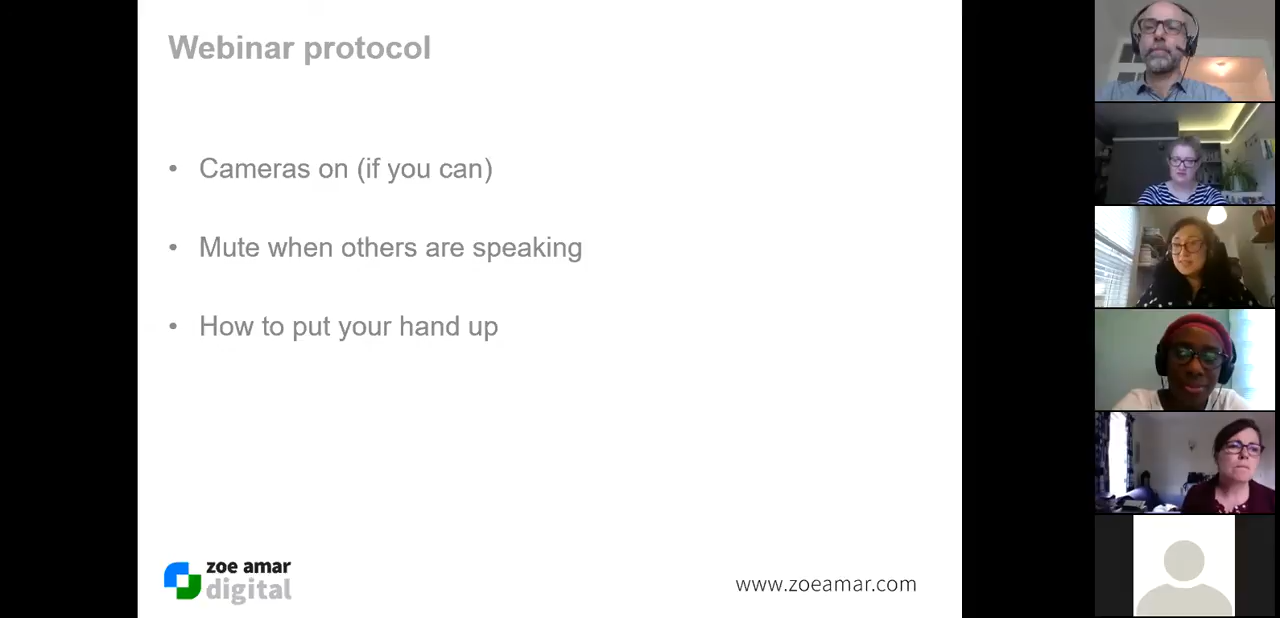 Webinar protocol
• Cameras on (if you can)
• Mute when others are speaking
• How to put your hand up
zoe amar
digital
www.zoeamar.com